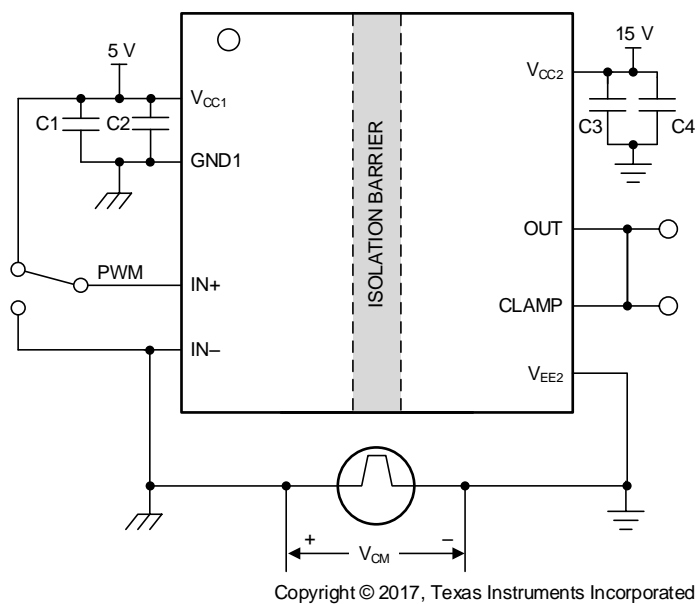 5 V
15 V
VCC1
VCC2
C1
C2
C3
C4
GND1
ISOLATION BARRIER
OUT
PWM
IN+
CLAMP
IN–
VEE2
+
–
VCM
Copyright © 2017, Texas Instruments Incorporated